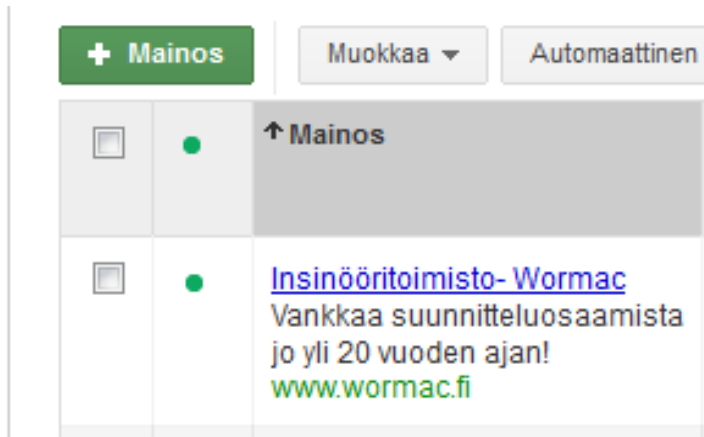 + Mainos
Muokkaa
Automaattinen
Mainos
Insinööritoimisto- Wormac
Vankkaa suunnitteluosaamista
jo yli 20 vuoden ajan!
www.wormac.fi